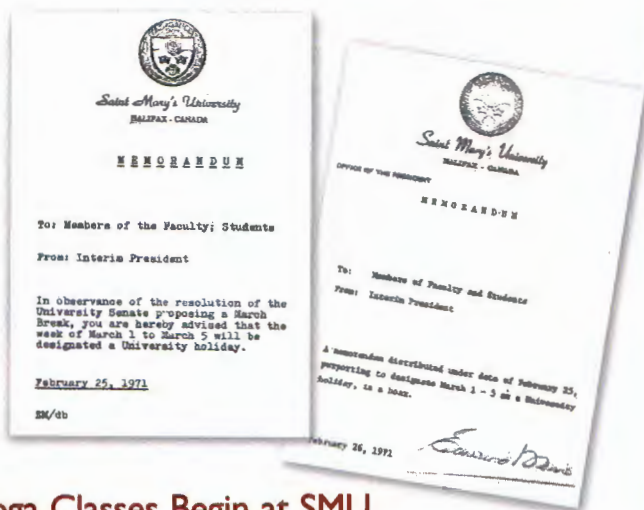 Saint Mary's University
HALIFAX - CANADA
MEMORANDUM
To: Members of the Faculty; Students
From: Interim President
In observance of the resolution of the
University Senate proposing a March
Break, you are hereby advised that the
week of March 1 to March 5 will be
designated a University holiday.
February 25, 1971
EM/db
Saint Mary's University
HALIFAX - CANADA
OFFICE OF THE PRESIDENT
MEMORANDUM
To: Members of Faculty and Students
From: Interim President
A memorandum distributed under date of February 25,
purporting to designate March 1 - 5 as a University
holiday, is a hoax.
February 26, 1971
Classes Begin at SMU